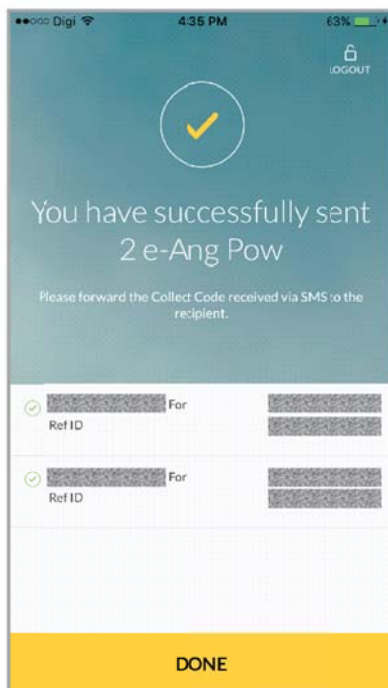 Digi 4:35 PM 63%
LOGOUT
You have successfully sent
2 e-Ang Pow
Please forward the Collect Code received via SMS to the
recipient.
For
Ref ID
For
Ref ID
DONE